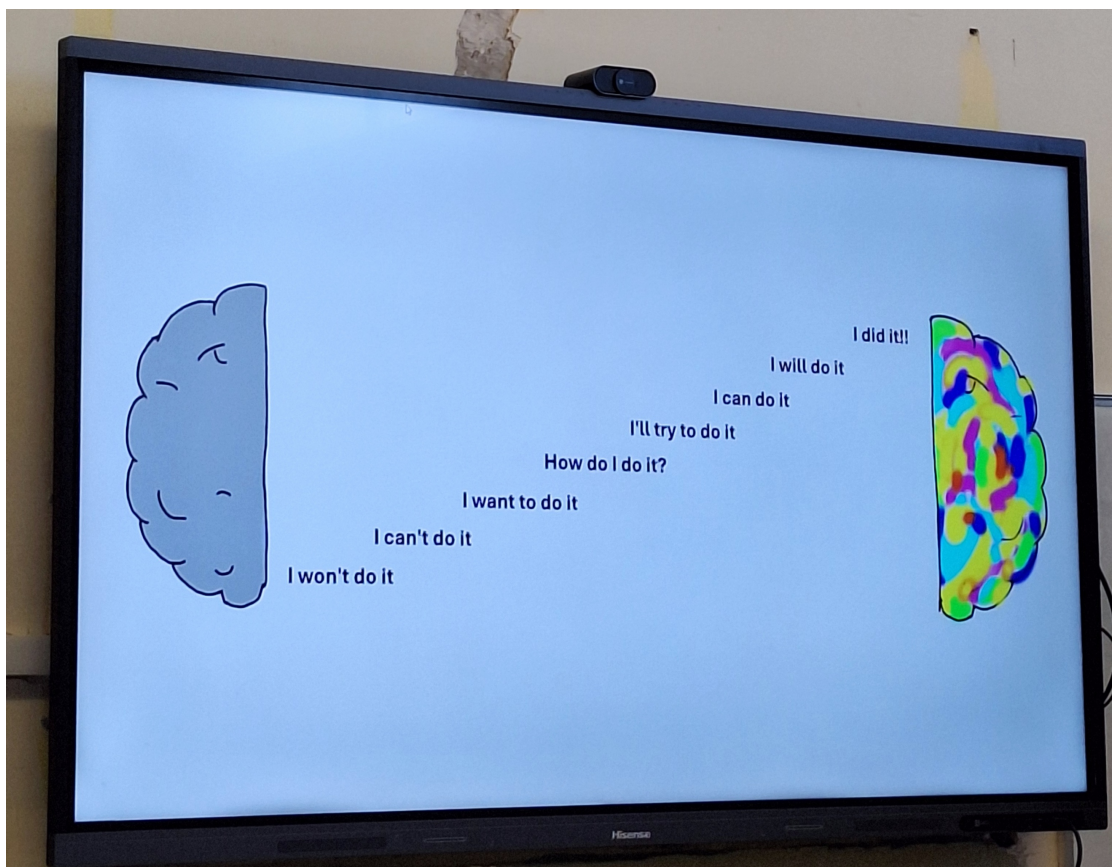 I did it!!
I will do it
I can do it
I'll try to do it
How do I do it?
I want to do it
I can't do it
I won't do it
Hisense